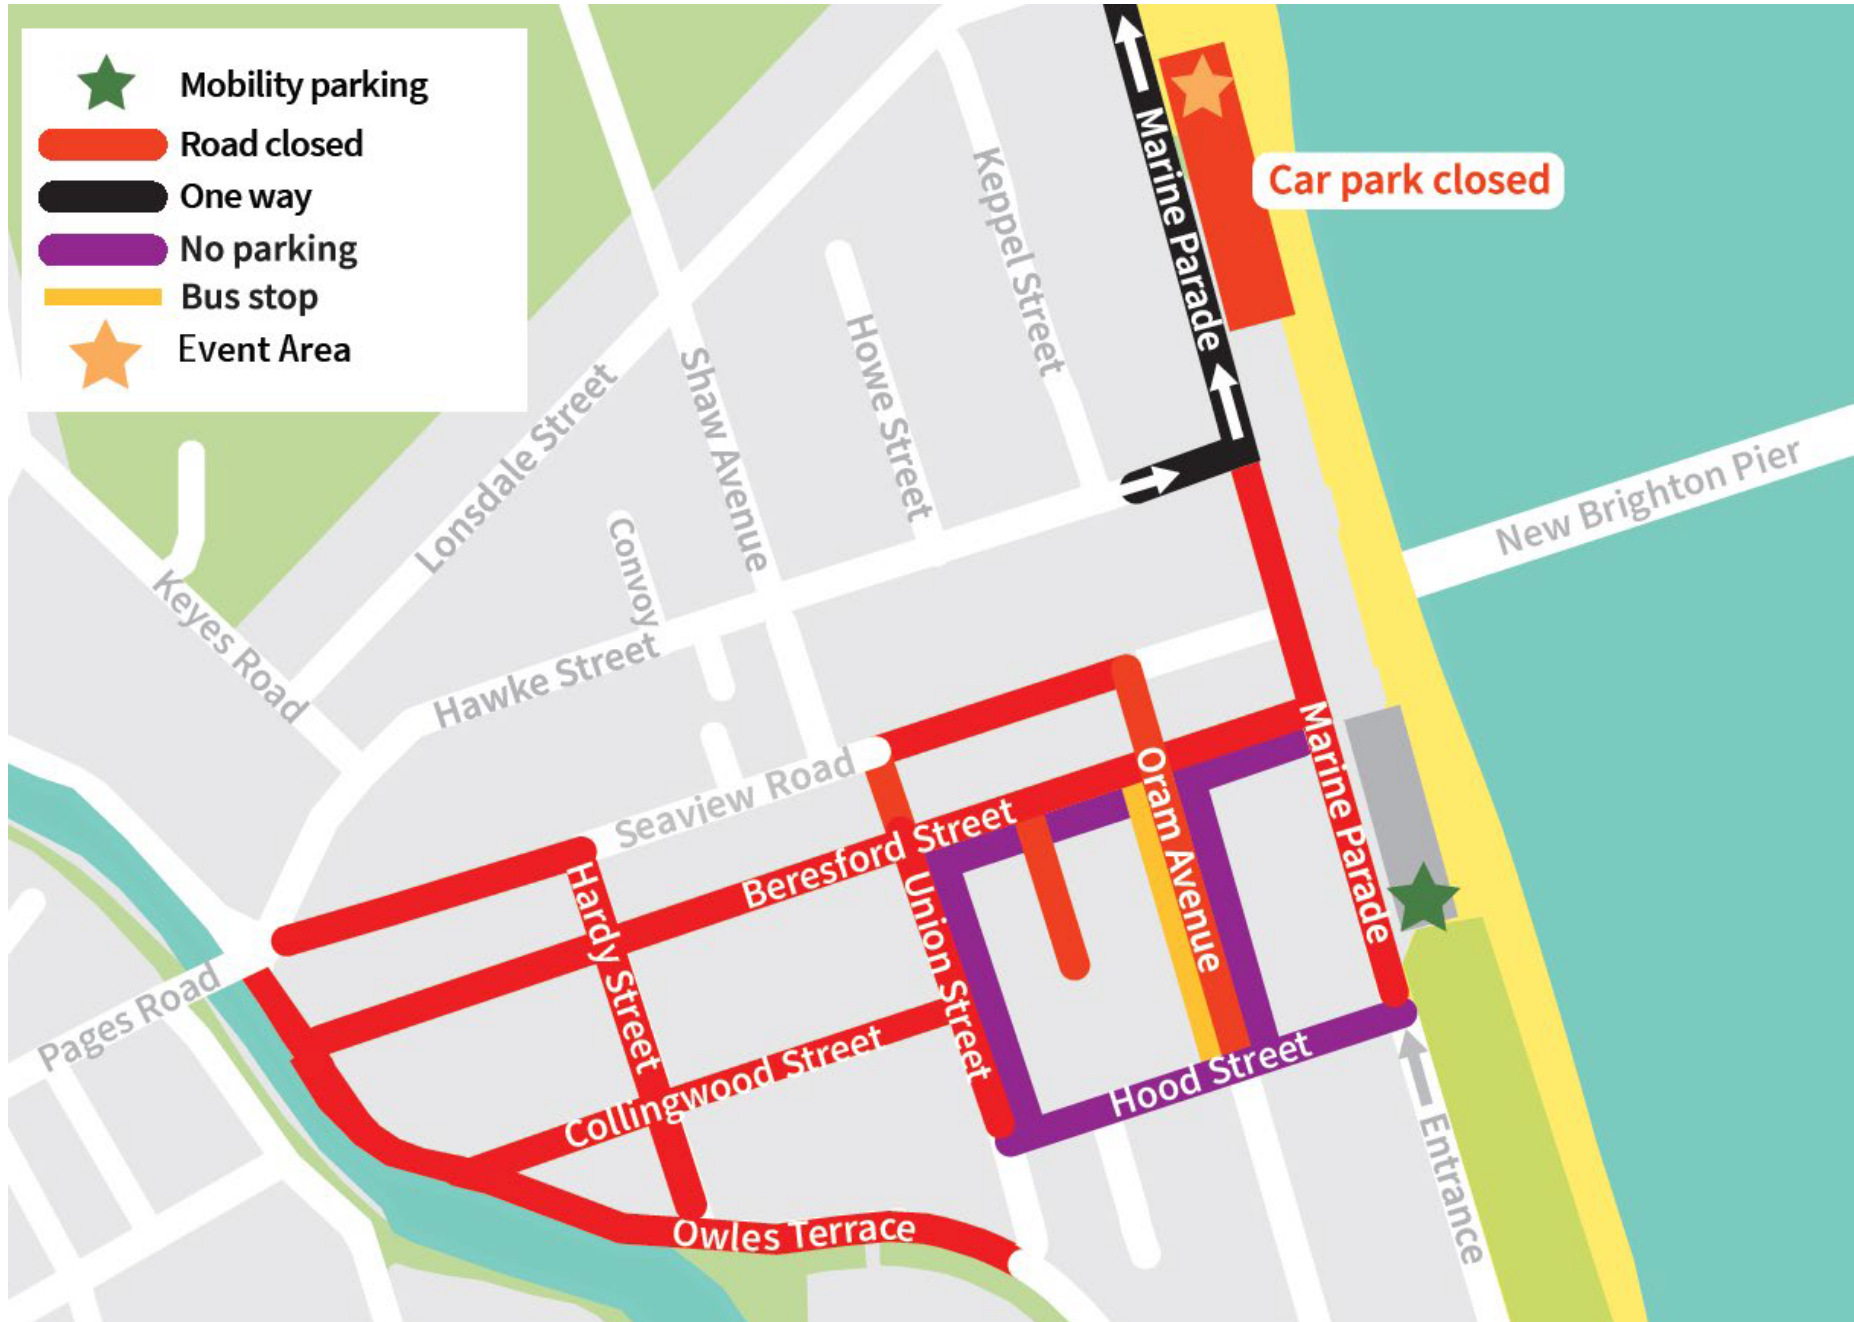 Mobility parking
Road closed
One way
No parking
Bus stop
Event Area
Car park closed
Marine Parade
Keppel Street
Howe Street
Shaw Avenue
Lonsdale Street
Convoy
Keyes Road
Hawke Street
New Brighton Pier
Seaview Road
Marine Parade
Oram Avenue
Beresford Street
Hardy Street
Union Street
Pages Road
Collingwood Street
Hood Street
Entrance
Owles Terrace